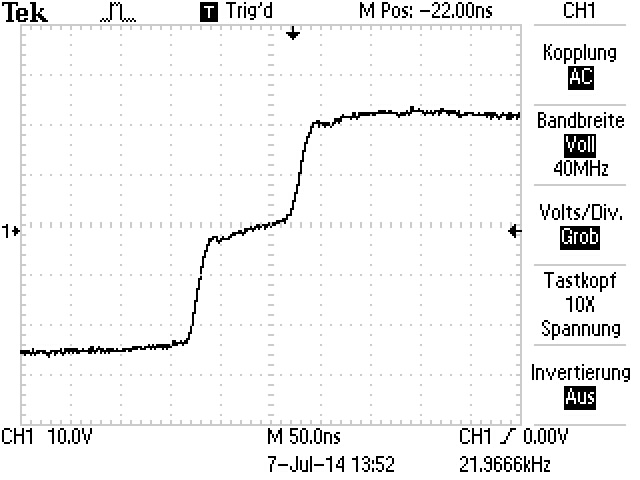 Tek T Trig'd M Pos: -22.00ns CH1
Kopplung
AC
Bandbreite
Voll
40MHz
Volts/Div.
Grob
1
Tastkopf
10X
Spannung
Invertierung
Aus
CH1 10.0V M 50.0ns CH1 0.00V
7-Jul-14 13:52 21.9666kHz